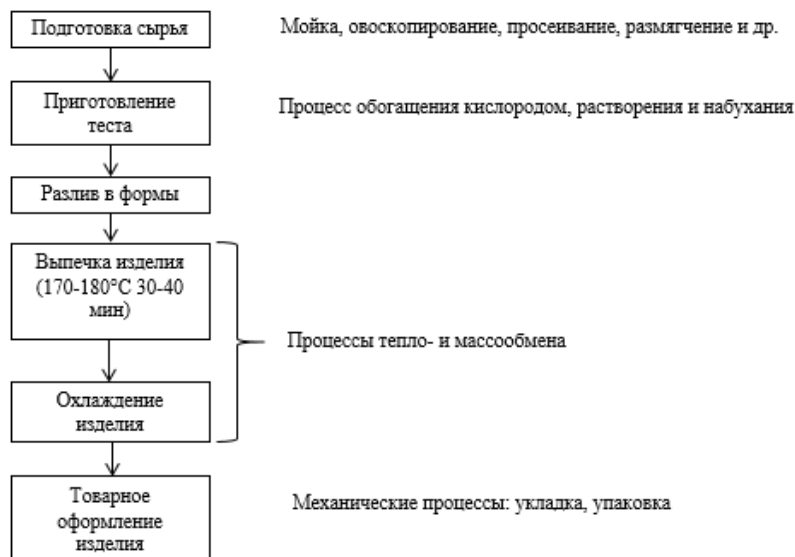 Подготовка сырья
Мойка, овоскопирование, просеивание, размягчение и др.
Приготовление
теста
Процесс обогащения кислородом, растворения и набухания
Разлив в формы
Выпечка изделия
(170-180°С 30-40
мин)
Процессы тепло- и массообмена
Охлаждение
изделия
Товарное
оформление
изделия
Механические процессы: укладка, упаковка